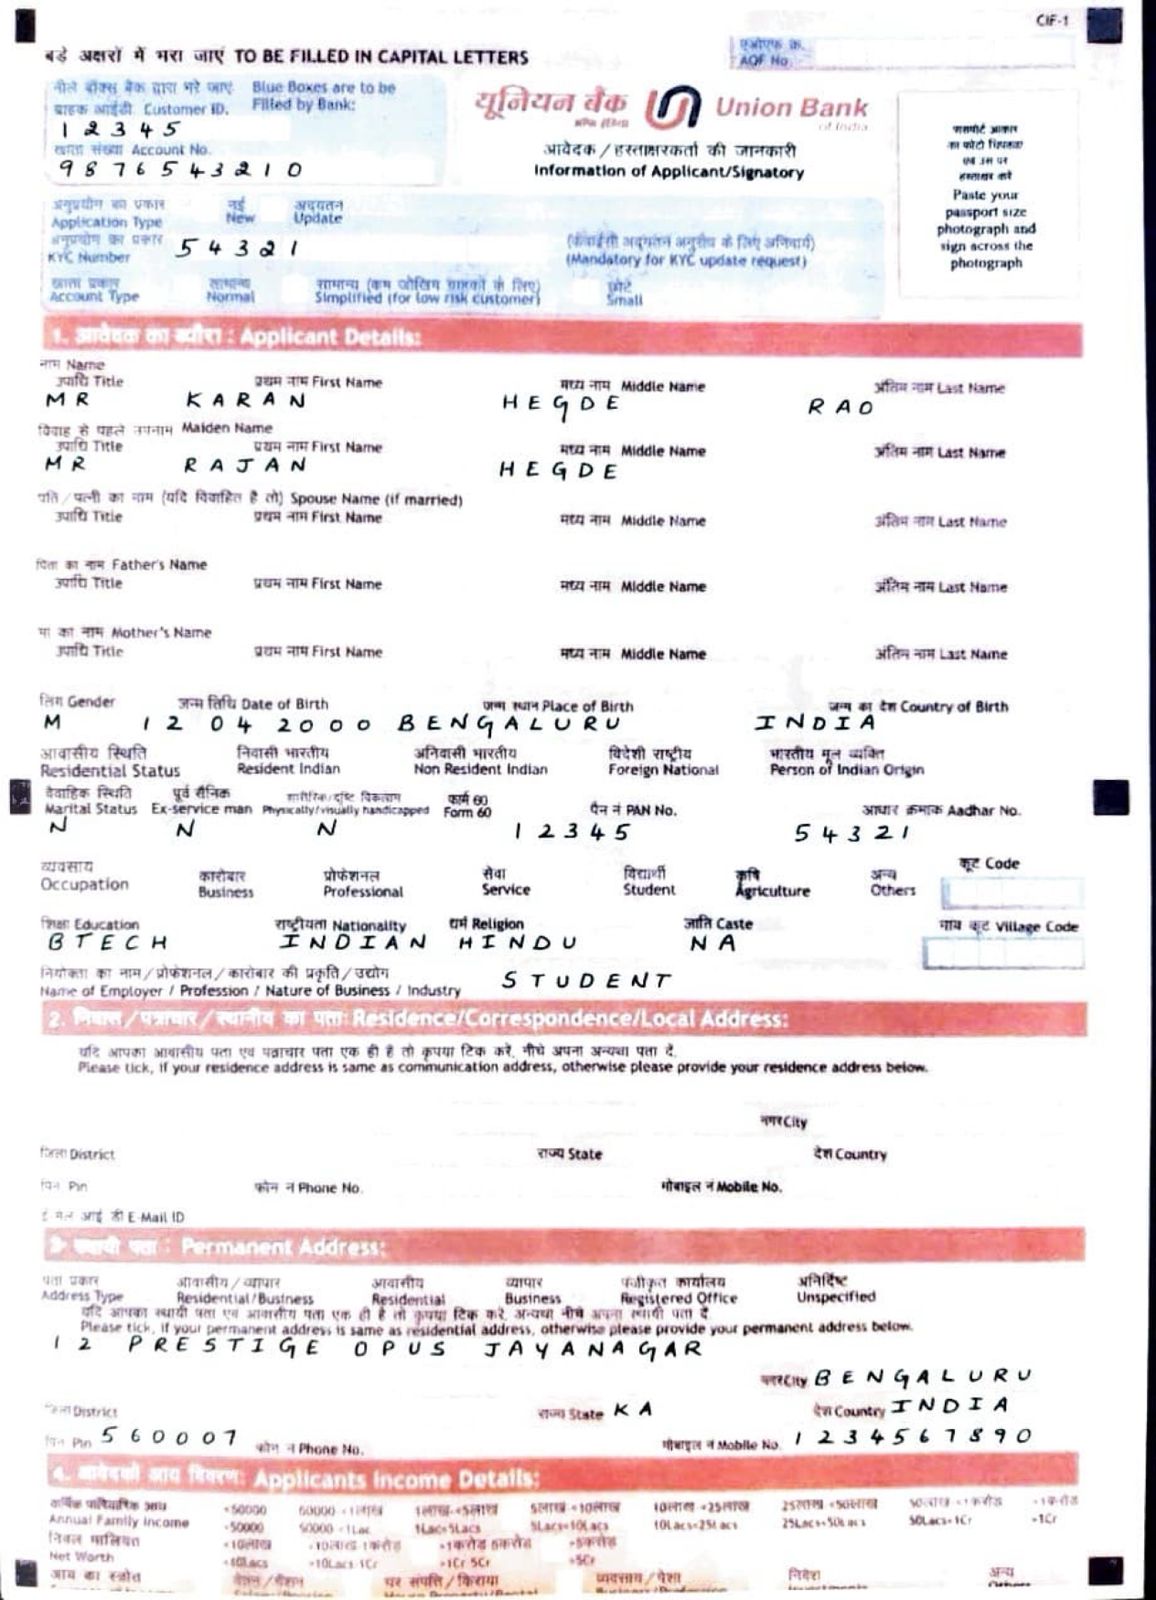 CIF-1
बड़े अक्षरों में भरा जाएं TO BE FILLED IN CAPITAL LETTERS
एओएफ क्र.
AOF No.
नीले बॉक्स बैंक द्वारा भरे जाएं Blue Boxes are to be
ग्राहक आईडी Customer ID. Filled by Bank:
12345
खाता संख्या Account No.
9876543210
यूनियन बैंक Union Bank
ऑफ इंडिया of India
आवेदक / हस्ताक्षरकर्ता की जानकारी
Information of Applicant/Signatory
पासपोर्ट आकार
का फोटो चिपकाएं
एवं उस पर
हस्ताक्षर करें
Paste your
passport size
photograph and
sign across the
photograph
अनुप्रयोग का प्रकार नई अद्यतन
Application Type New Update
अनुप्रयोग का प्रकार 54321 (केवाईसी अद्यतन अनुरोध के लिए अनिवार्य)
KYC Number (Mandatory for KYC update request)
खाता प्रकार सामान्य सामान्य (कम जोखिम ग्राहकों के लिए) छोटे
Account Type Normal Simplified (for low risk customer) Small
1. आवेदक का ब्यौरा : Applicant Details:
नाम Name
उपाधि Title प्रथम नाम First Name मध्य नाम Middle Name अंतिम नाम Last Name
MR KARAN HEGDE RAO
विवाह से पहले उपनाम Maiden Name
उपाधि Title प्रथम नाम First Name मध्य नाम Middle Name अंतिम नाम Last Name
MR RAJAN HEGDE
पति / पत्नी का नाम (यदि विवाहित है तो) Spouse Name (if married)
उपाधि Title प्रथम नाम First Name मध्य नाम Middle Name अंतिम नाम Last Name
पिता का नाम Father's Name
उपाधि Title प्रथम नाम First Name मध्य नाम Middle Name अंतिम नाम Last Name
मा का नाम Mother's Name
उपाधि Title प्रथम नाम First Name मध्य नाम Middle Name अंतिम नाम Last Name
लिंग Gender जन्म तिथि Date of Birth जन्म स्थान Place of Birth जन्म का देश Country of Birth
M 12 04 2000 BENGALURU INDIA
आवासीय स्थिति निवासी भारतीय अनिवासी भारतीय विदेशी राष्ट्रीय भारतीय मूल व्यक्ति
Residential Status Resident Indian Non Resident Indian Foreign National Person of Indian Origin
वैवाहिक स्थिति पूर्व सैनिक शारीरिक/दृष्टि विकलांग फार्म 60 पैन नं PAN No. आधार क्रमांक Aadhar No.
Marital Status Ex-service man Physically/visually handicapped Form 60
N N N 12345 54321
व्यवसाय कारोबार प्रोफेशनल सेवा विद्यार्थी कृषि अन्य कूट Code
Occupation Business Professional Service Student Agriculture Others
शिक्षा Education राष्ट्रीयता Nationality धर्म Religion जाति Caste गांव कूट Village Code
BTECH INDIAN HINDU NA
नियोक्ता का नाम / प्रोफेशनल / कारोबार की प्रकृति / उद्योग STUDENT
Name of Employer / Profession / Nature of Business / Industry
2. निवास / पत्राचार / स्थानीय का पता: Residence/Correspondence/Local Address:
यदि आपका आवासीय पता एवं पत्राचार पता एक ही है तो कृपया टिक करें, नीचे अपना अन्यथा पता दें.
Please tick, if your residence address is same as communication address, otherwise please provide your residence address below.
नगर City
जिला District राज्य State देश Country
पिन Pin फोन नं Phone No. मोबाइल नं Mobile No.
ई मेल आई डी E-Mail ID
3- स्थायी पता : Permanent Address:
पता प्रकार आवासीय / व्यापार आवासीय व्यापार पंजीकृत कार्यालय अनिर्दिष्ट
Address Type Residential/Business Residential Business Registered Office Unspecified
यदि आपका स्थायी पता एवं आवासीय पता एक ही है तो कृपया टिक करें, अन्यथा नीचे अपना स्थायी पता दें
Please tick, if your permanent address is same as residential address, otherwise please provide your permanent address below.
12 PRESTIGE OPUS JAYANAGAR
नगर City BENGALURU
जिला District राज्य State KA देश Country INDIA
पिन Pin 560007 फोन नं Phone No. मोबाइल नं Mobile No. 1234567890
4. आवेदको आय विवरण: Applicants Income Details:
वार्षिक पारिवारिक आय <50000 50000 <1लाख 1लाख-<5लाख 5लाख <10लाख 10लाख <25लाख 25लाख <50लाख 50लाख <1 करोड़ >1करोड़
Annual Family Income <50000 50000 <1Lac 1Lac<5Lacs 5Lacs<10Lacs 10Lacs<25Lacs 25Lacs<50Lacs 50Lacs<1Cr >1Cr
निवल मालियत <10लाख >10लाख 1करोड़ >1करोड़ 5करोड़ >5करोड़
Net Worth <10Lacs >10Lacs 1Cr >1Cr 5Cr >5Cr
आय का स्त्रोत वेतन / पेंशन घर संपत्ति / किराया व्यवसाय / पेशा निवेश अन्य